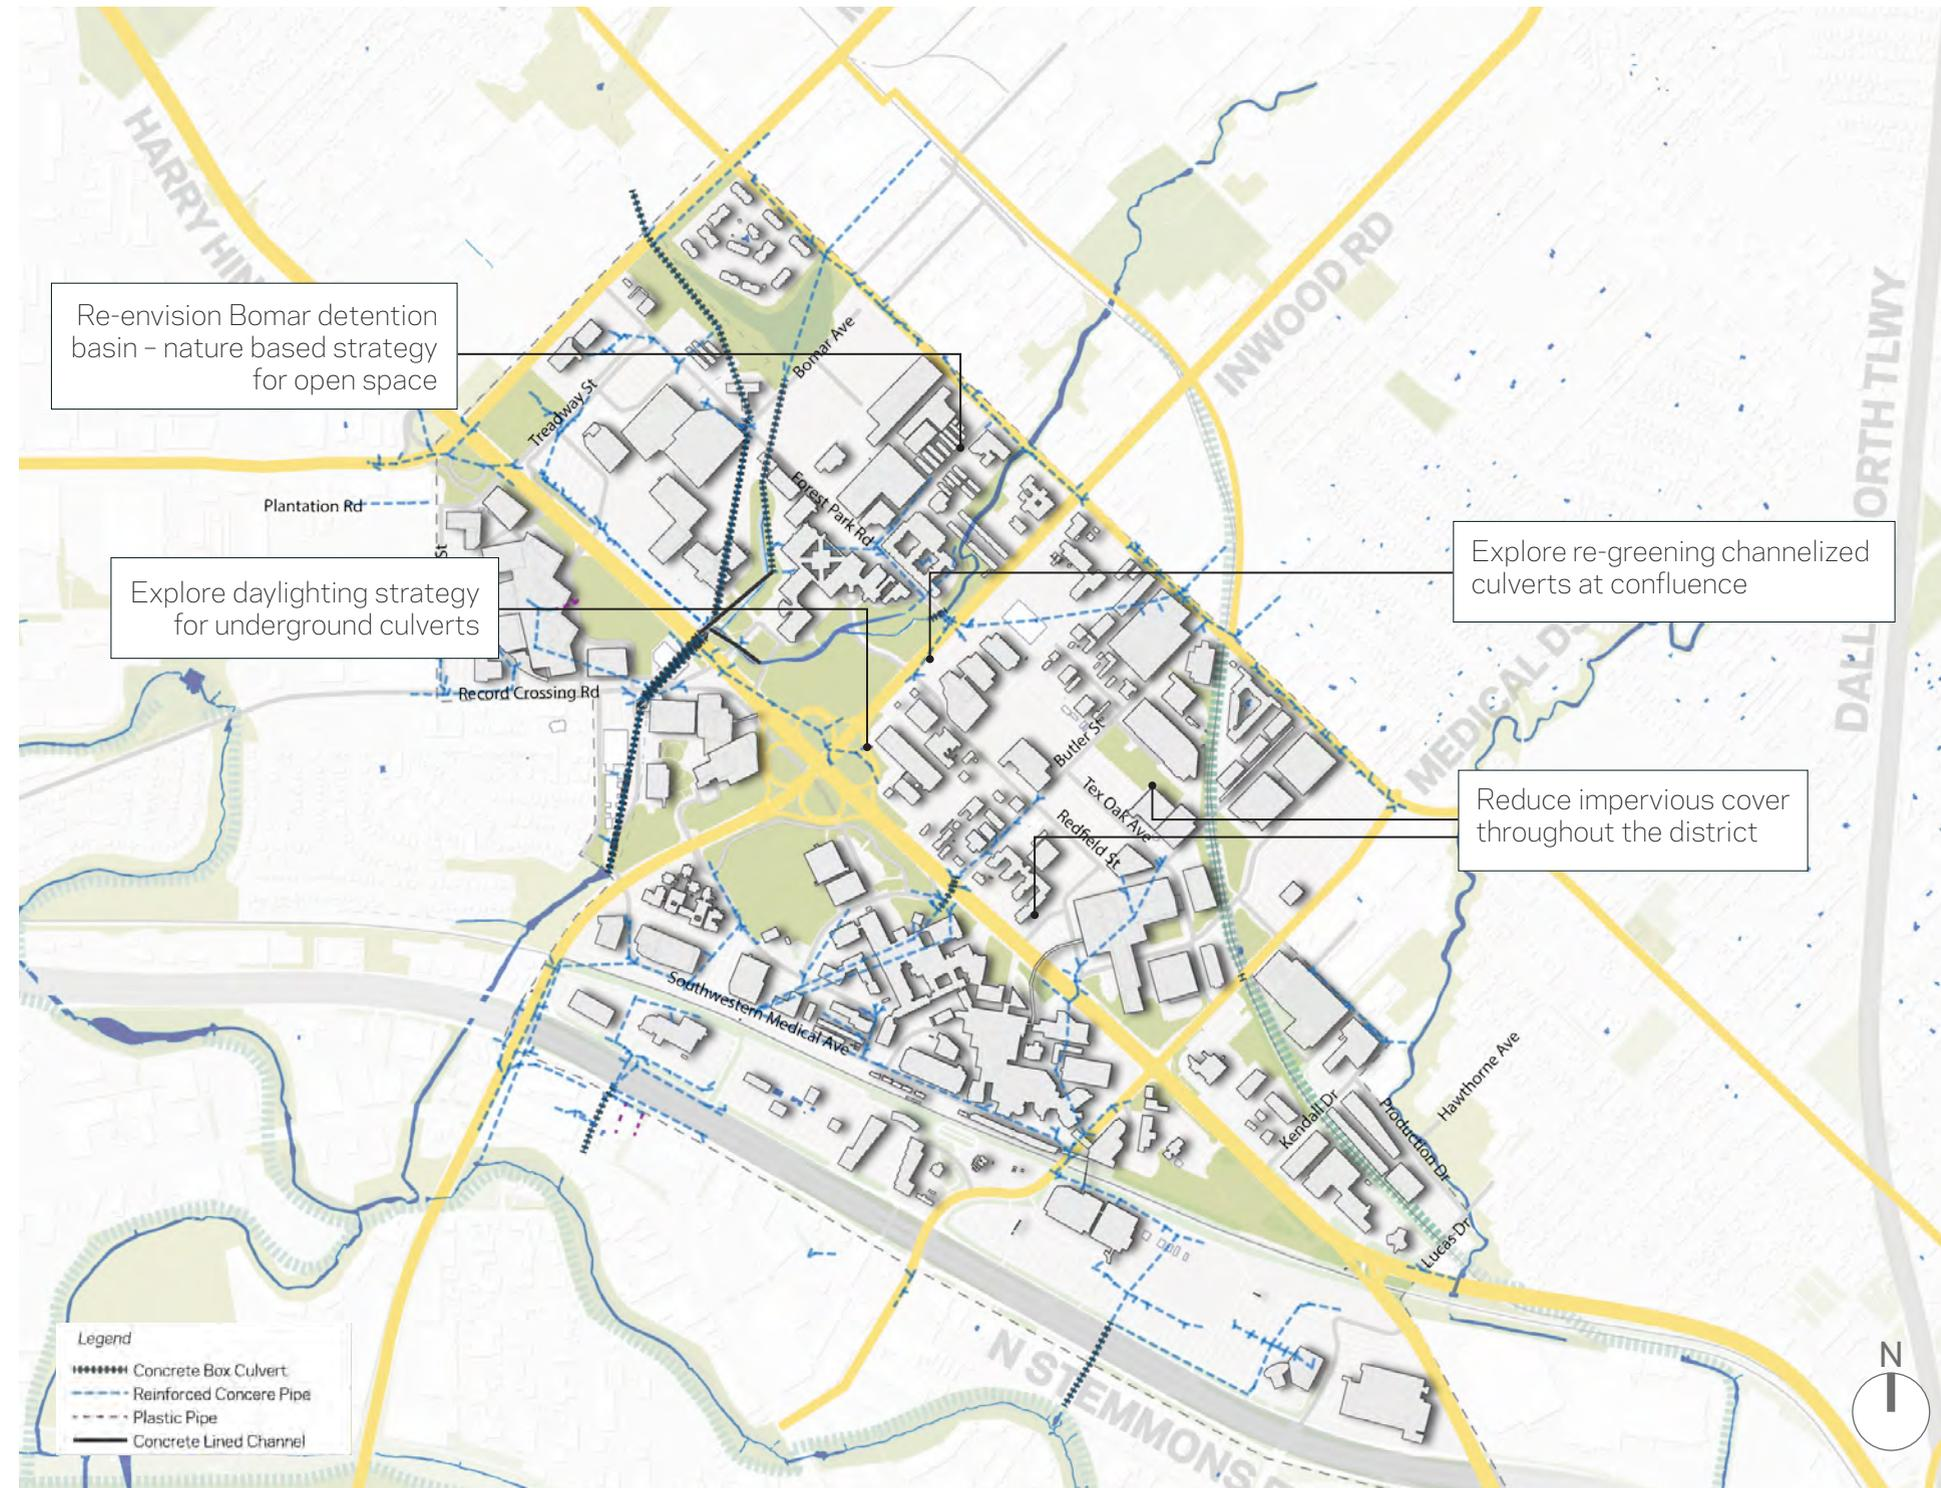 HARRY HIN
INWOOD RD
Re-envision Bomar detention
basin – nature based strategy
for open space
Bomar Ave
Treadway St
DALL
ORTH TLWY
Forest Park Rd
Plantation Rd
St
Explore re-greening channelized
culverts at confluence
Explore daylighting strategy
for underground culverts
MEDICAL D
Record Crossing Rd
Butler St
Tex Oak Ave
Redfield St
Reduce impervious cover
throughout the district
Southwestern Medical Ave
Hawthorne Ave
Kendall Dr
Production Dr
Lucas Dr
N STEMMONS
Legend
Concrete Box Culvert
Reinforced Concere Pipe
Plastic Pipe
Concrete Lined Channel
N